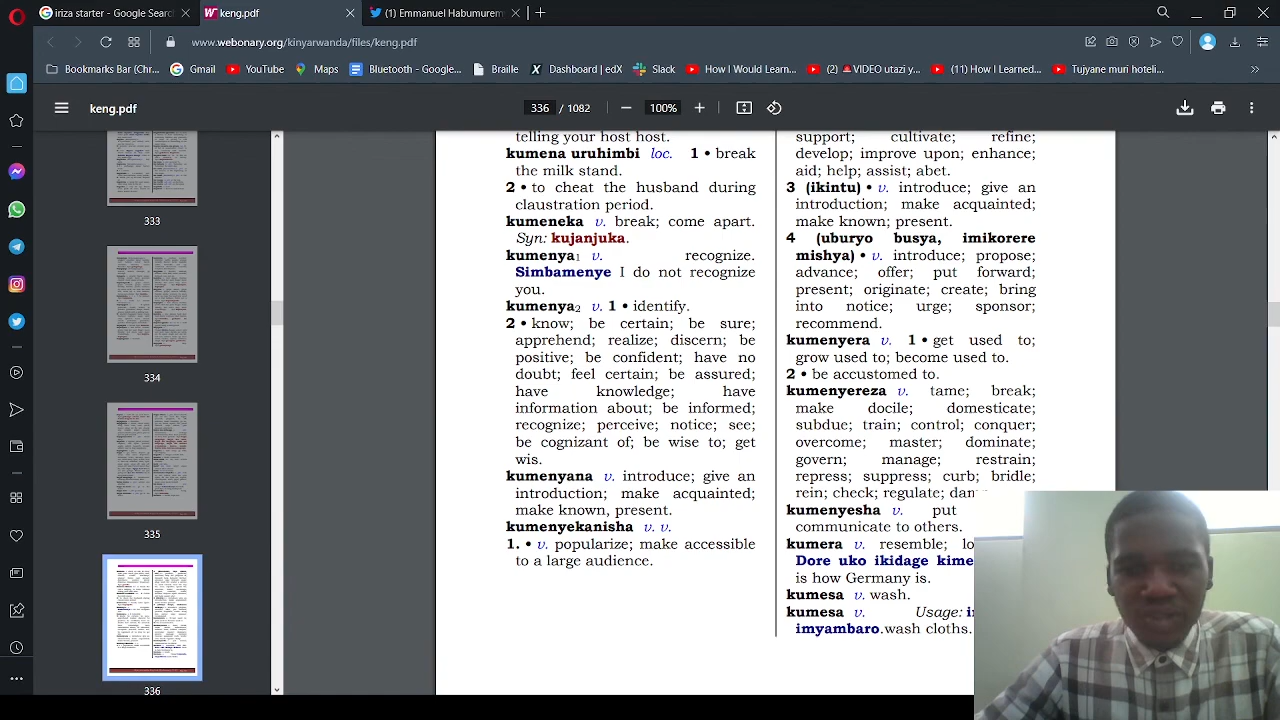 iriza starter - Google Search
keng.pdf
(1) Emmanuel Habumurem
www.webonary.org/kinyarwanda/files/keng.pdf
Bookmarks Bar (Chr...
Gmail
YouTube
Maps
Bluetooth - Google...
Braille
Dashboard | edX
Slack
How I Would Learn...
(2) 🚨VIDEO utazi y...
(11) How I Learned...
Tujyane muri hoteli...
keng.pdf
336 / 1082
100%
333
334
335
336
telling your host host.
kumena uruhimbi loc. 1 • break
the milk stand.
2 • to cheat the husband during
claustration period.
kumeneka v. break; come apart.
Syn: kujanjuka.
kumenya v. recognize.
Simbamenye I do not recognize
you.
kumenya2 v. 1 • identify.
2 • know; be certain; be sure;
apprehend; realize; discern; be
positive; be confident; have no
doubt; feel certain; be assured;
have knowledge; have
information about; be informed;
recognize; perceive; notice; see;
be cognizant of; be wise to; get
wis.
kumenyana v. introduce; give an
introduction; make acquainted;
make known, present.
kumenyekanisha v. v.
1. • v. popularize; make accessible
to a large audience.
support; cultivate; refine;
develop; improve upon; enhance;
aid; help; assist; abet.
3 (ikintu) • v. introduce; give an
introduction; make acquainted;
make known; present.
4 (uburyo busya, imikorere
mishya) • v. introduce; propose;
advance; offer; put forward;
present; originate; create; bring
into notice; urge; sponsor;
recommend.
kumenyera v. 1 • get used to;
grow used to; become used to.
2 • be accustomed to.
kumenyereza v. tame; break;
make docile; domesticate;
subdue; train; control; conquer;
overcome; master; dominate;
govern; manage; restrain;
repress; suppress; curb; bridle;
rein; check; regulate;
kumenyesha v. put
communicate to others.
kumera v. resemble;
Dore uko ikidage
is how Germany is.
kumesa v. wash.
kumesa v. Usage:
imyambaro. wash cloths.